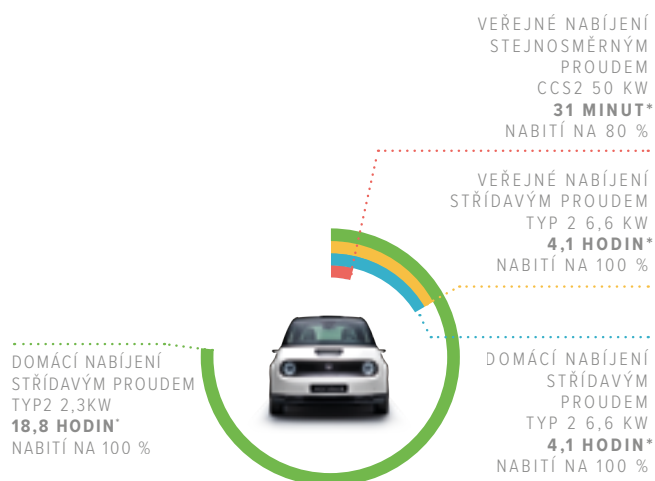 VEŘEJNÉ NABÍJENÍ
STEJNOSMĚRNÝM
PROUDEM
CCS2 50 KW
31 MINUT*
NABITÍ NA 80 %
VEŘEJNÉ NABÍJENÍ
STŘÍDAVÝM PROUDEM
TYP 2 6,6 KW
4,1 HODIN*
NABITÍ NA 100 %
DOMÁCÍ NABÍJENÍ
STŘÍDAVÝM
PROUDEM
TYP 2 6,6 KW
4,1 HODIN*
NABITÍ NA 100 %
DOMÁCÍ NABÍJENÍ
STŘÍDAVÝM PROUDEM
TYP2 2,3KW
18,8 HODIN*
NABITÍ NA 100 %